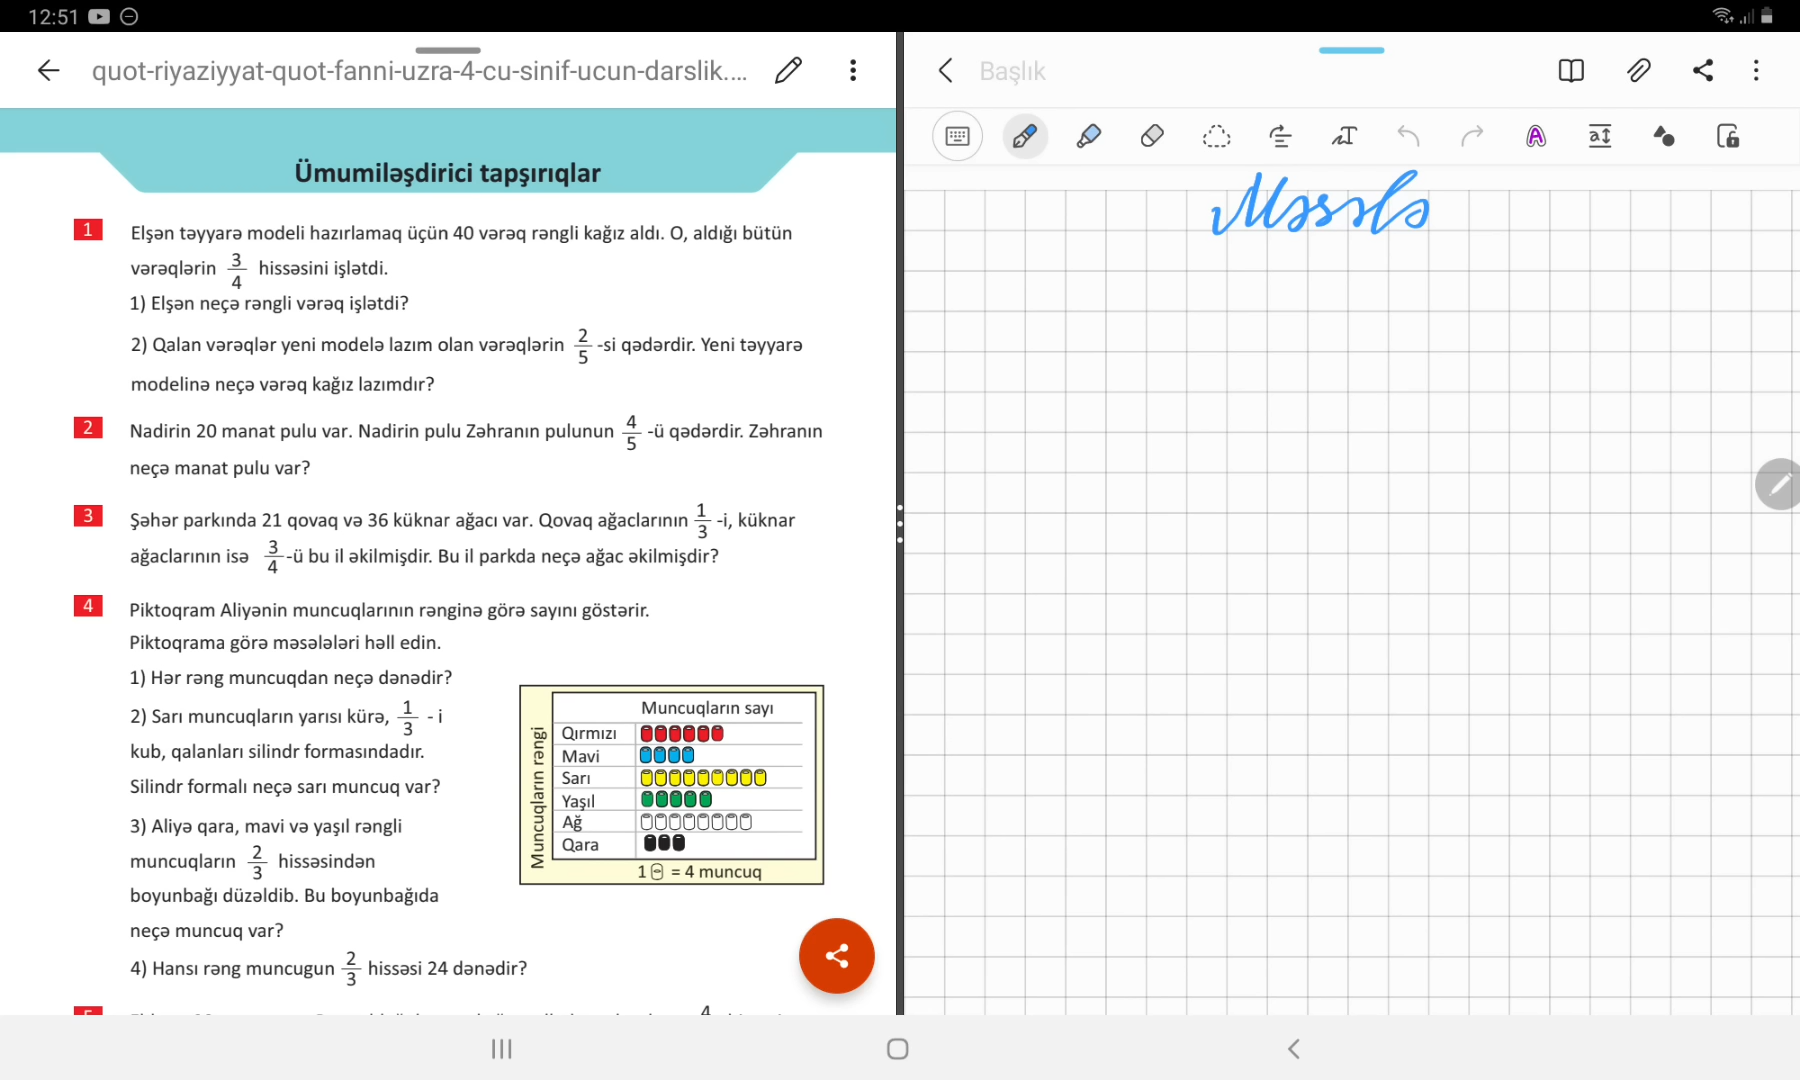 12:51
quot-riyaziyyat-quot-fanni-uzra-4-cu-sinif-ucun-darslik....
Ümumiləşdirici tapşırıqlar
1 Elşən təyyarə modeli hazırlamaq üçün 40 vərəq rəngli kağız aldı. O, aldığı bütün
vərəqlərin 3/4 hissəsini işlətdi.
1) Elşən neçə rəngli vərəq işlətdi?
2) Qalan vərəqlər yeni modelə lazım olan vərəqlərin 2/5 -si qədərdir. Yeni təyyarə
modelinə neçə vərəq kağız lazımdır?
2 Nadirin 20 manat pulu var. Nadirin pulu Zəhranın pulunun 4/5 -ü qədərdir. Zəhranın
neçə manat pulu var?
3 Şəhər parkında 21 qovaq və 36 küknar ağacı var. Qovaq ağaclarının 1/3 -i, küknar
ağaclarının isə 3/4 -ü bu il əkilmişdir. Bu il parkda neçə ağac əkilmişdir?
4 Piktoqram Aliyənin muncuqlarının rənginə görə sayını göstərir.
Piktoqrama görə məsələləri həll edin.
1) Hər rəng muncuqdan neçə dənədir?
2) Sarı muncuqların yarısı kürə, 1/3 - i
kub, qalanları silindr formasındadır.
Silindr formalı neçə sarı muncuq var?
3) Aliyə qara, mavi və yaşıl rəngli
muncuqların 2/3 hissəsindən
boyunbağı düzəldib. Bu boyunbağıda
neçə muncuq var?
4) Hansı rəng muncugun 2/3 hissəsi 24 dənədir?
Muncuqların rəngi
Muncuqların sayı
Qırmızı
Mavi
Sarı
Yaşıl
Ağ
Qara
1 = 4 muncuq
Başlıq
Məsələ